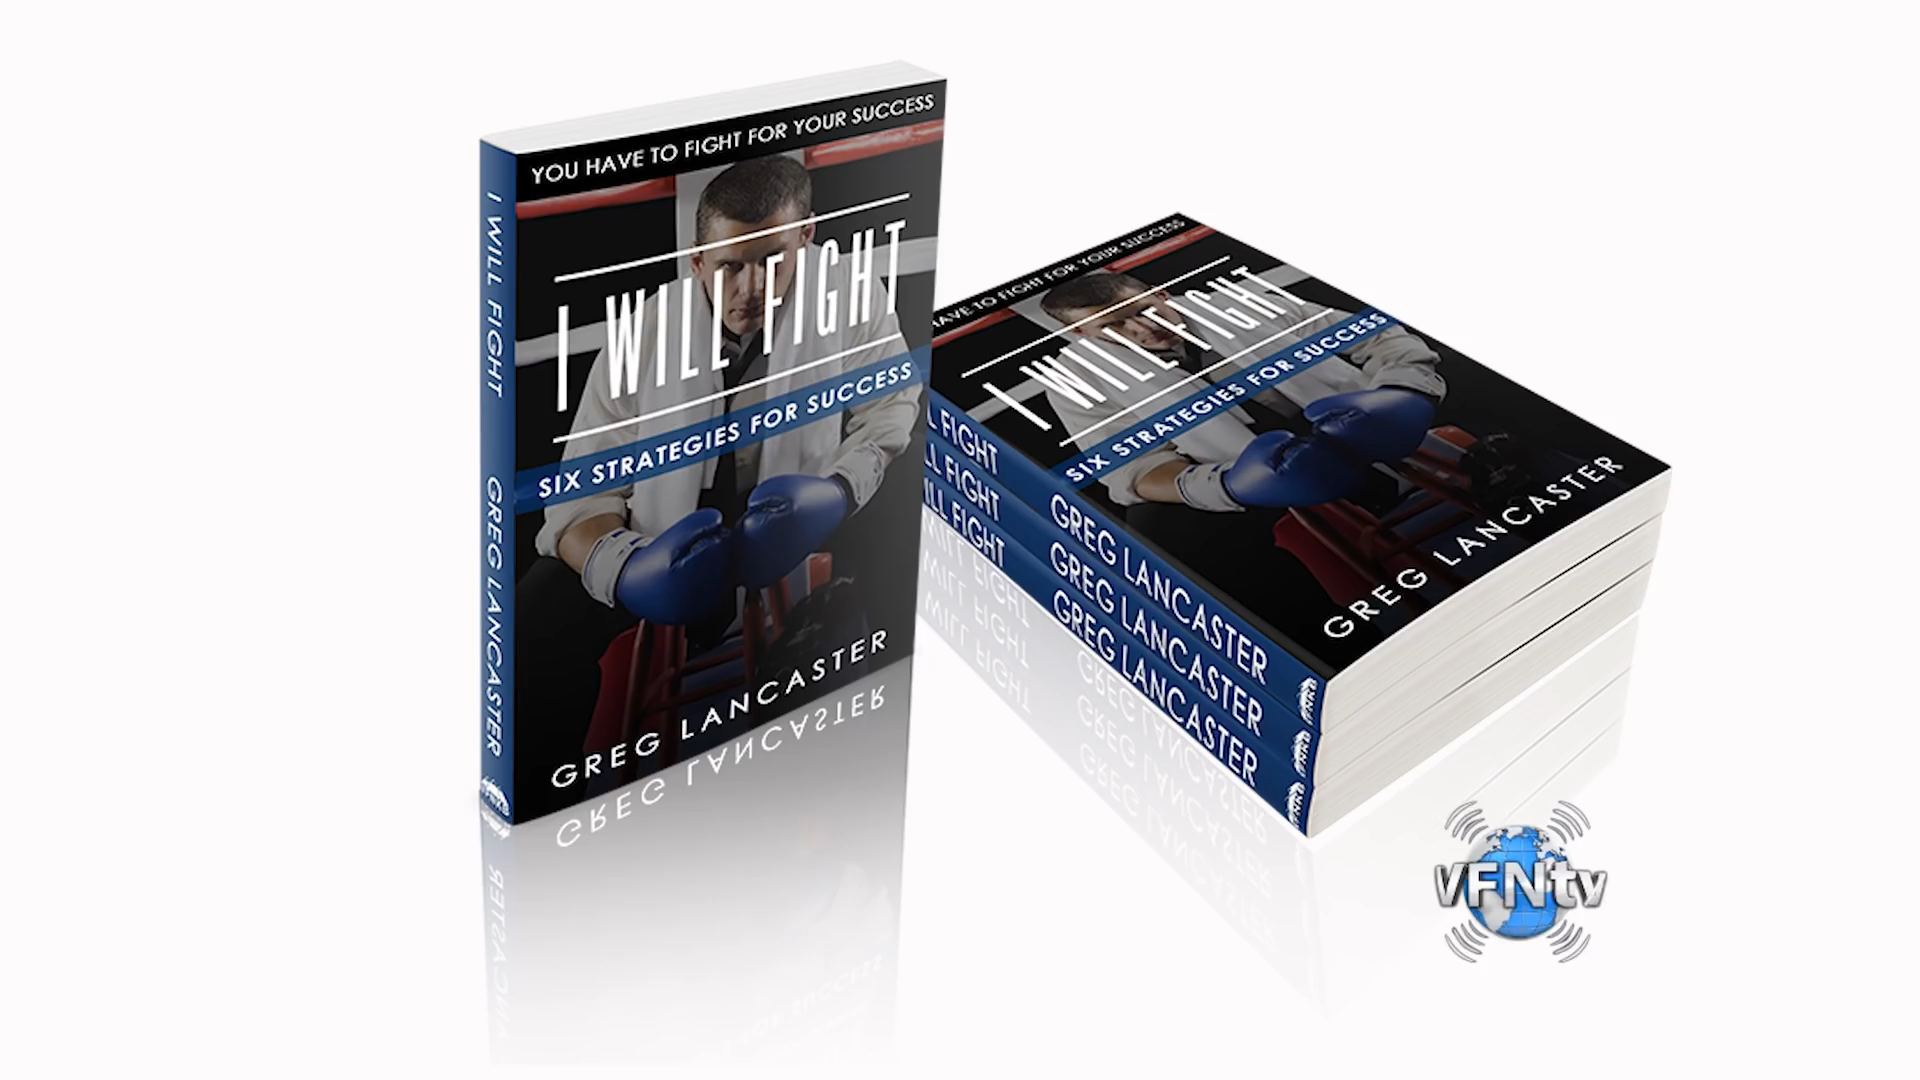 YOU HAVE TO FIGHT FOR YOUR SUCCESS
I WILL FIGHT
SIX STRATEGIES FOR SUCCESS
GREG LANCASTER
I WILL FIGHT GREG LANCASTER
HAVE TO FIGHT FOR YOUR SUCCESS
I WILL FIGHT
SIX STRATEGIES FOR SUCCESS
GREG LANCASTER
FIGHT GREG LANCASTER
FIGHT GREG LANCASTER
WILL FIGHT GREG LANCASTER
VFNtv